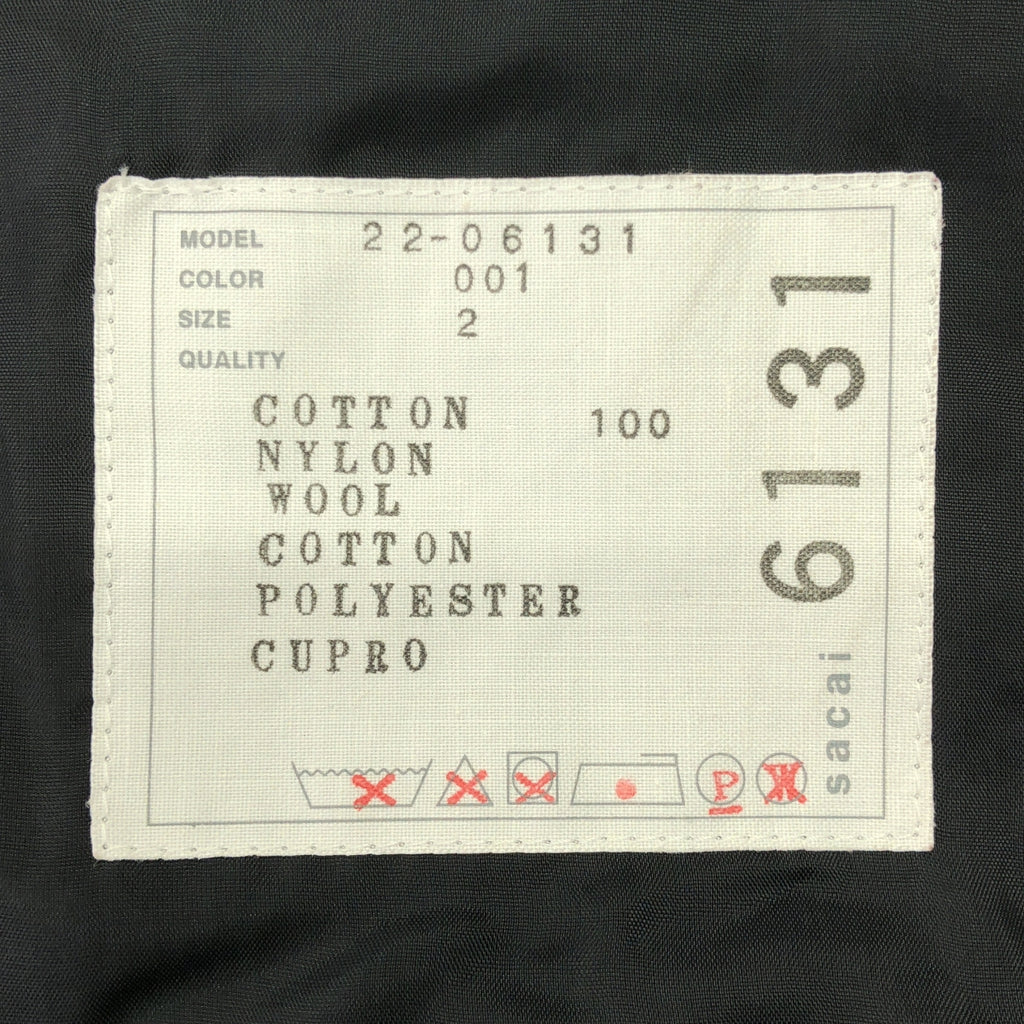 MODEL 22-06131
COLOR 001
SIZE 2
QUALITY
COTTON 100
NYLON
WOOL
COTTON
POLYESTER
CUPRO
P W
sacai 6131